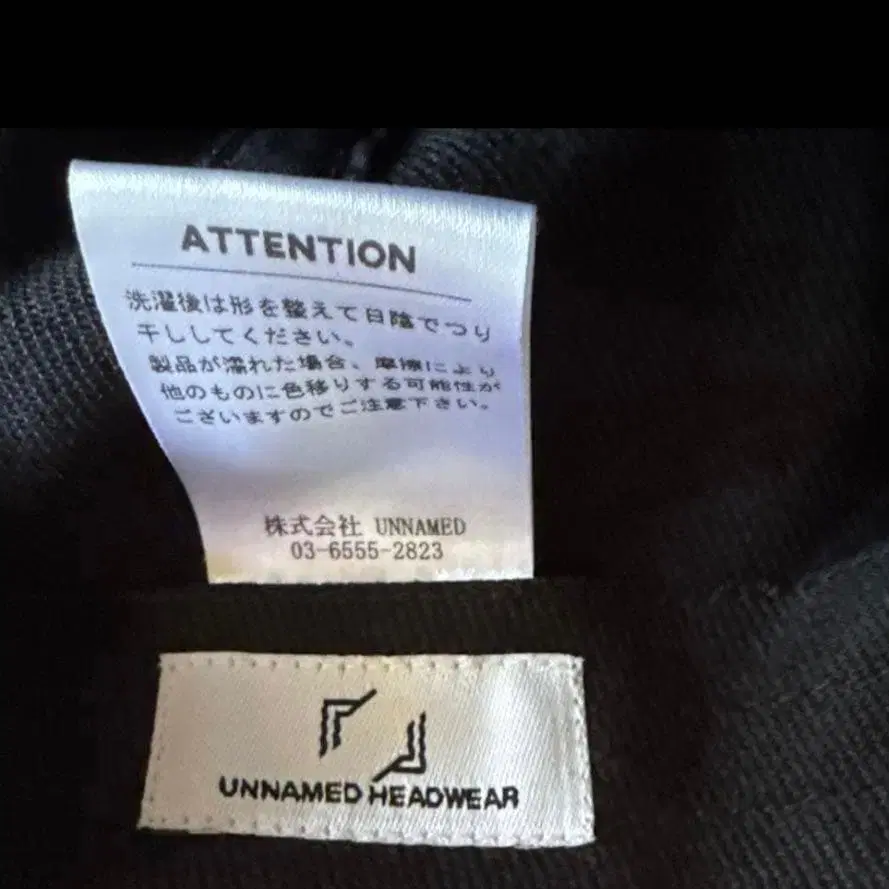 ATTENTION
洗濯後は形を整えて日陰でつり
干ししてください。
製品が濡れた場合、摩擦により
他のものに色移りする可能性が
ございますのでご注意下さい。
株式会社 UNNAMED
03-6555-2823
UNNAMED HEADWEAR